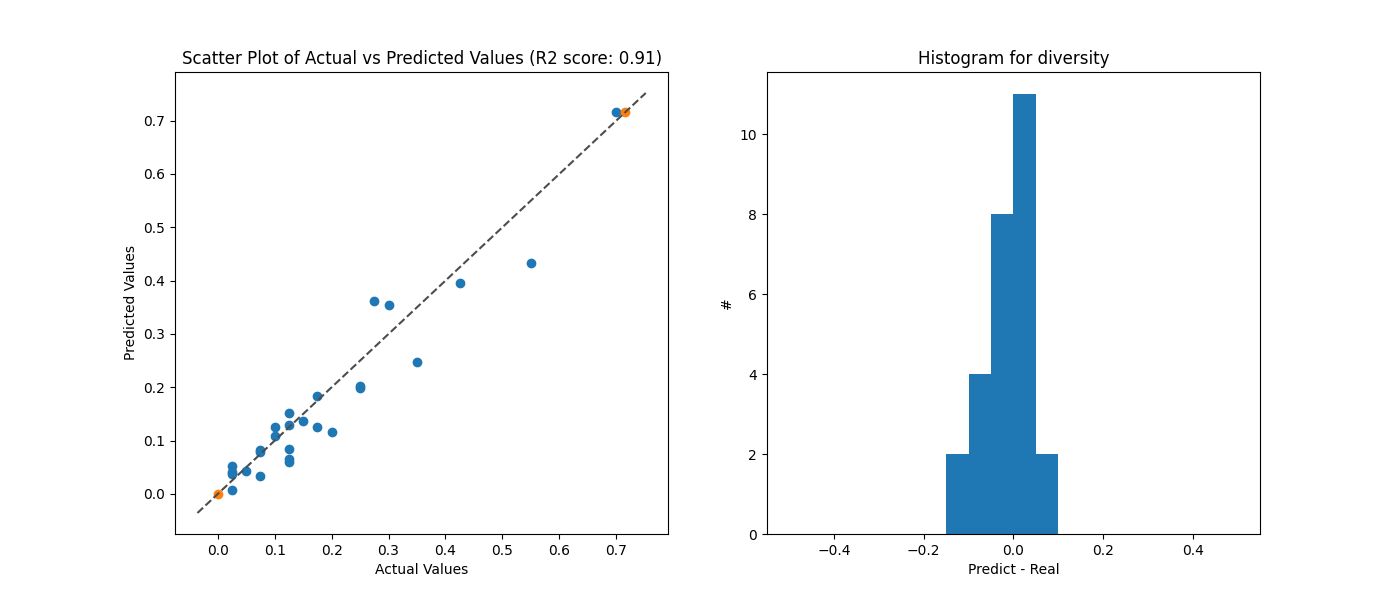 Scatter Plot of Actual vs Predicted Values (R2 score: 0.91)
0.7
0.6
0.5
0.4
0.3
0.2
0.1
0.0
Predicted Values
0.0 0.1 0.2 0.3 0.4 0.5 0.6 0.7
Actual Values
Histogram for diversity
10
8
6
4
2
0
#
−0.4 −0.2 0.0 0.2 0.4
Predict - Real